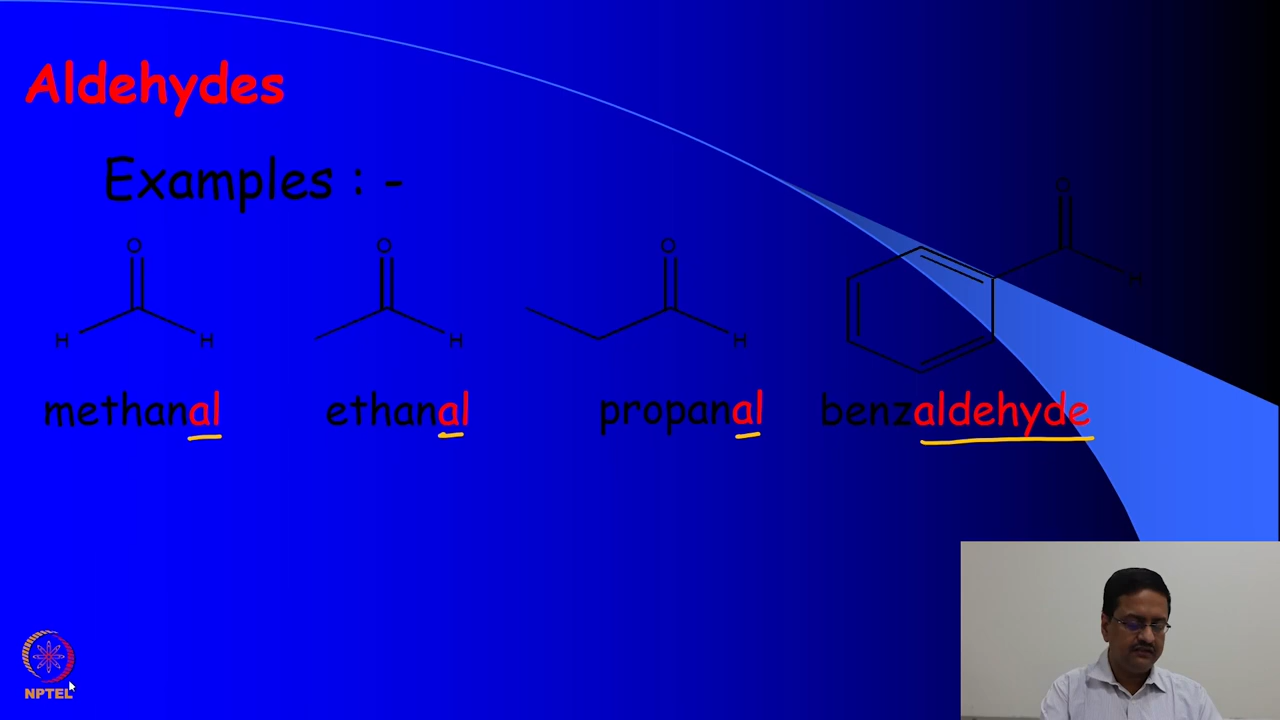 Aldehydes
Examples : -
O O O O
H H H H H
methanal ethanal propanal benzaldehyde
NPTEL